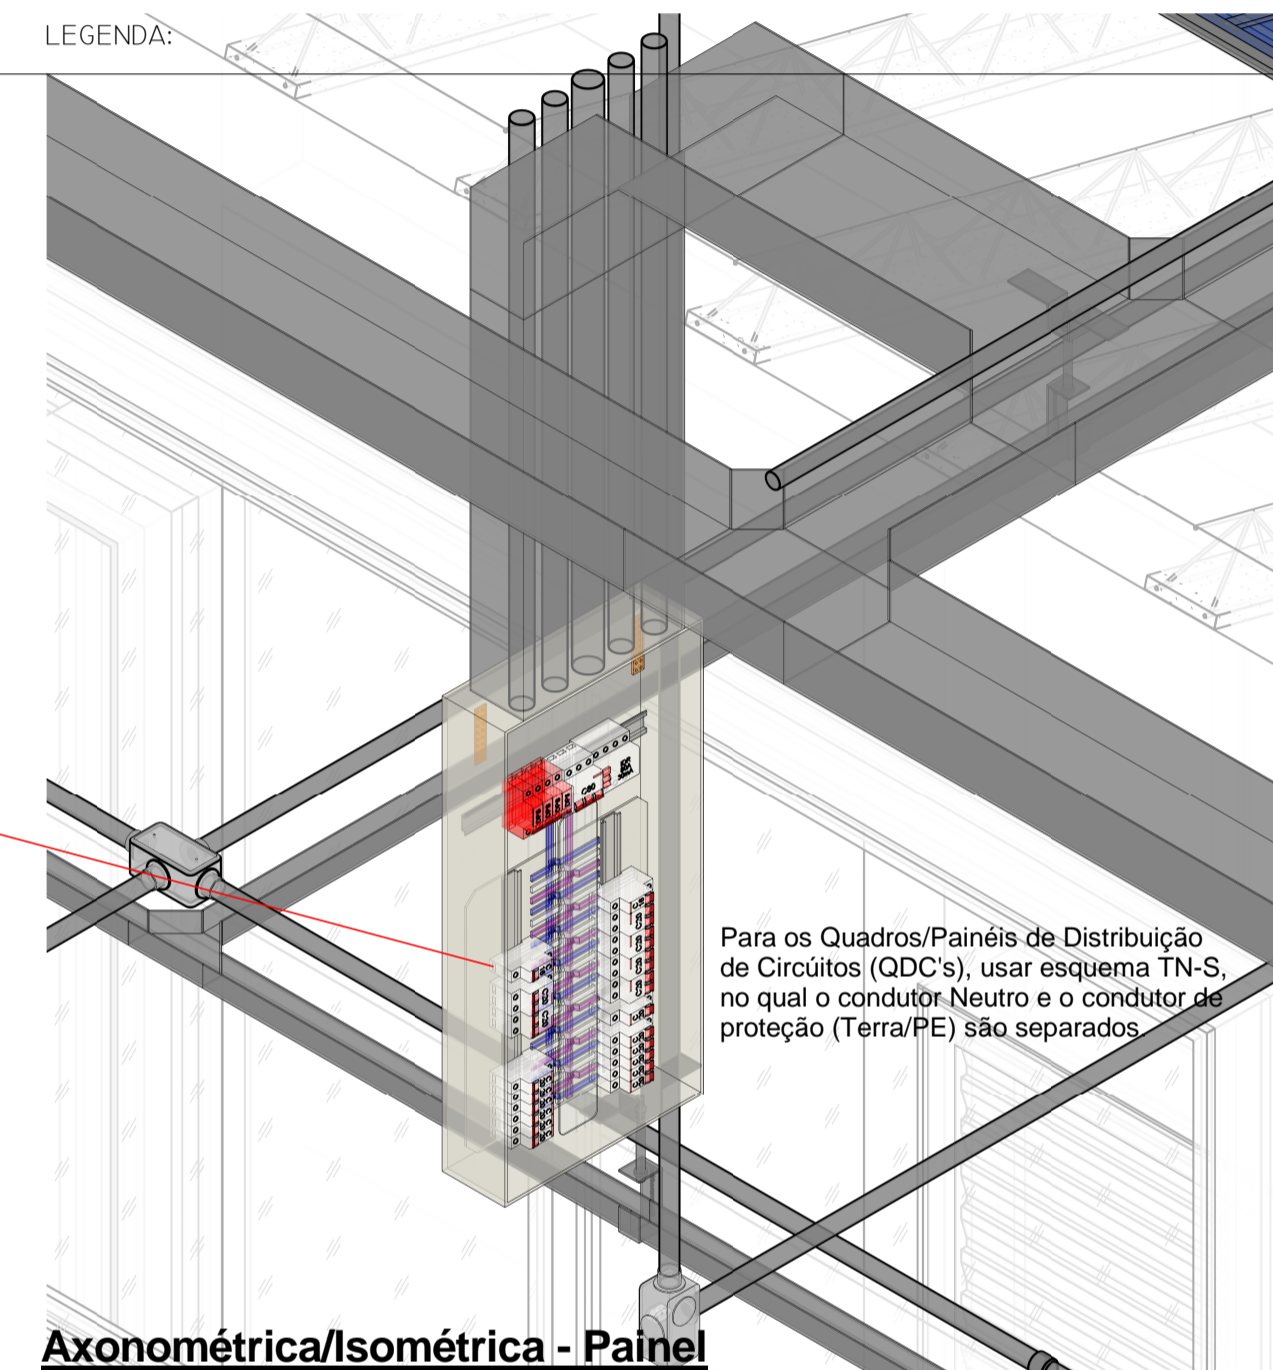 LEGENDA:
C60
Para os Quadros/Painéis de Distribuição
de Circúitos (QDC's), usar esquema TN-S,
no qual o condutor Neutro e o condutor de
proteção (Terra/PE) são separados.
Axonométrica/Isométrica - Painel